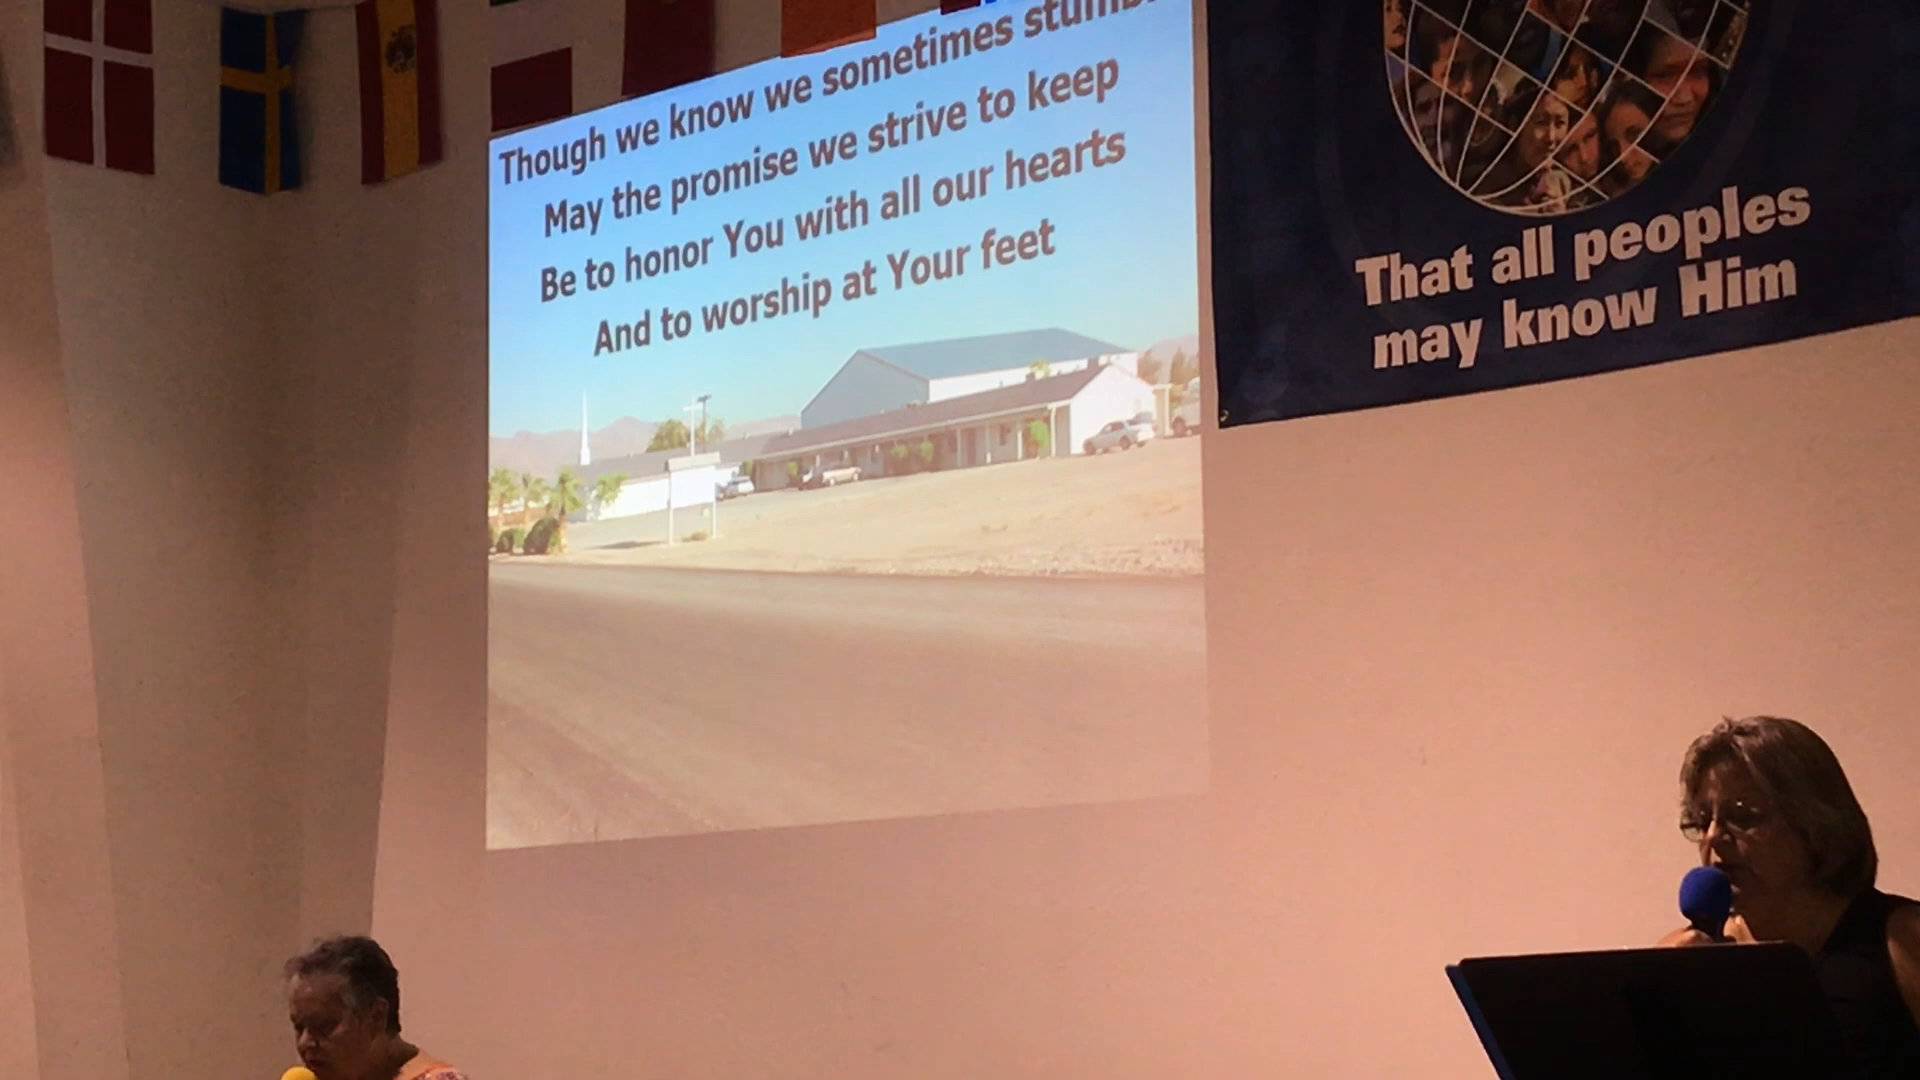 Though we know we sometimes
May the promise we strive to keep
Be to honor You with all our hearts
And to worship at Your feet
That all peoples
may know Him